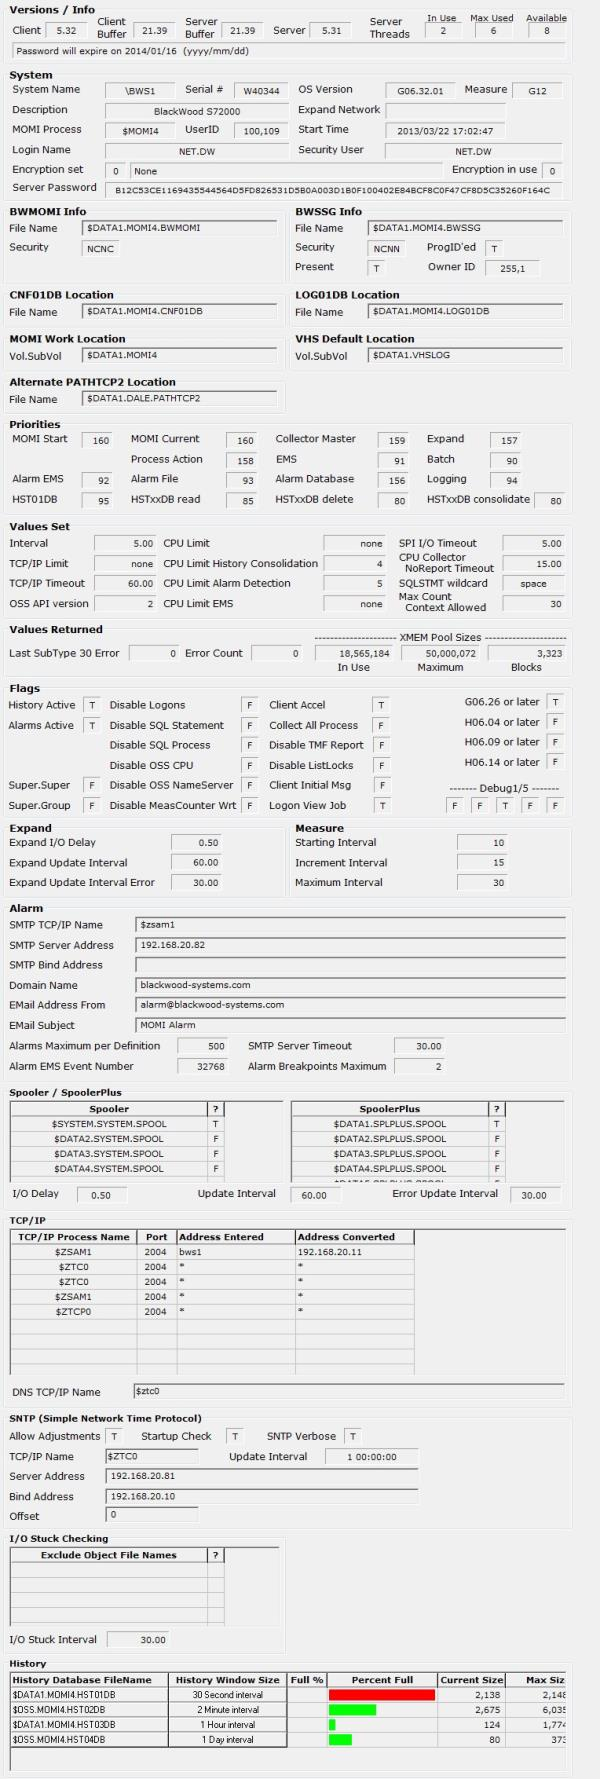 Versions / Info
Client 5.32 Client Buffer 21.39 Server Buffer 21.39 Server 5.31 Server Threads In Use 2 Max Used 6 Available 8
Password will expire on 2014/01/16 (yyyy/mm/dd)
System
System Name \BWS1 Serial # W40344 OS Version G06.32.01 Measure G12
Description BlackWood S72000 Expand Network
MOMI Process $MOMI4 UserID 100,109 Start Time 2013/03/22 17:02:47
Login Name NET.DW Security User NET.DW
Encryption set 0 None Encryption in use 0
Server Password B12C53CE1169435544564D5FD826531D5B0A003D1B0F100402E84BCF8C0F47CF8D5C35260F164C
BWMOMI Info
File Name $DATA1.MOMI4.BWMOMI
Security NCNC
BWSSG Info
File Name $DATA1.MOMI4.BWSSG
Security NCNN ProgID'ed T
Present T Owner ID 255,1
CNF01DB Location
File Name $DATA1.MOMI4.CNF01DB
LOG01DB Location
File Name $DATA1.MOMI4.LOG01DB
MOMI Work Location
Vol.SubVol $DATA1.MOMI4
VHS Default Location
Vol.SubVol $DATA1.VHSLOG
Alternate PATHTCP2 Location
File Name $DATA1.DALE.PATHTCP2
Priorities
MOMI Start 160 MOMI Current 160 Collector Master 159 Expand 157
Process Action 158 EMS 91 Batch 90
Alarm EMS 92 Alarm File 93 Alarm Database 156 Logging 94
HST01DB 95 HSTxxDB read 85 HSTxxDB delete 80 HSTxxDB consolidate 80
Values Set
Interval 5.00 CPU Limit none SPI I/O Timeout 5.00
TCP/IP Limit none CPU Limit History Consolidation 4 CPU Collector NoReport Timeout 15.00
TCP/IP Timeout 60.00 CPU Limit Alarm Detection 5 SQLSTMT wildcard space
OSS API version 2 CPU Limit EMS none Max Count Context Allowed 30
Values Returned
-------------------- XMEM Pool Sizes --------------------
Last SubType 30 Error 0 Error Count 0 18,565,184 50,000,072 3,323
In Use Maximum Blocks
Flags
History Active T Disable Logons F Client Accel T G06.26 or later T
Alarms Active T Disable SQL Statement F Collect All Process F H06.04 or later F
Disable SQL Process F Disable TMF Report F H06.09 or later F
Disable OSS CPU F Disable ListLocks F H06.14 or later F
Super.Super F Disable OSS NameServer F Client Initial Msg F ------- Debug1/5 -------
Super.Group F Disable MeasCounter Wrt F Logon View Job T F F T F F
Expand
Expand I/O Delay 0.50
Expand Update Interval 60.00
Expand Update Interval Error 30.00
Measure
Starting Interval 10
Increment Interval 15
Maximum Interval 30
Alarm
SMTP TCP/IP Name $zsam1
SMTP Server Address 192.168.20.82
SMTP Bind Address
Domain Name blackwood-systems.com
EMail Address From alarm@blackwood-systems.com
EMail Subject MOMI Alarm
Alarms Maximum per Definition 500 SMTP Server Timeout 30.00
Alarm EMS Event Number 32768 Alarm Breakpoints Maximum 2
Spooler / SpoolerPlus
Spooler ? SpoolerPlus ?
$SYSTEM.SYSTEM.SPOOL T $DATA1.SPLPLUS.SPOOL T
$DATA2.SYSTEM.SPOOL F $DATA2.SPLPLUS.SPOOL F
$DATA3.SYSTEM.SPOOL F $DATA3.SPLPLUS.SPOOL F
$DATA4.SYSTEM.SPOOL F $DATA4.SPLPLUS.SPOOL F
I/O Delay 0.50 Update Interval 60.00 Error Update Interval 30.00
TCP/IP
TCP/IP Process Name Port Address Entered Address Converted
$ZSAM1 2004 bws1 192.168.20.11
$ZTC0 2004 * *
$ZTC0 2004 * *
$ZSAM1 2004 * *
$ZTCP0 2004 * *
DNS TCP/IP Name $ztc0
SNTP (Simple Network Time Protocol)
Allow Adjustments T Startup Check T SNTP Verbose T
TCP/IP Name $ZTC0 Update Interval 1 00:00:00
Server Address 192.168.20.81
Bind Address 192.168.20.10
Offset 0
I/O Stuck Checking
Exclude Object File Names ?
I/O Stuck Interval 30.00
History
History Database FileName History Window Size Full % Percent Full Current Size Max Siz
$DATA1.MOMI4.HST01DB 30 Second interval 2,138 2,148
$OSS.MOMI4.HST02DB 2 Minute interval 2,675 6,035
$DATA1.MOMI4.HST03DB 1 Hour interval 124 1,774
$OSS.MOMI4.HST04DB 1 Day interval 80 373